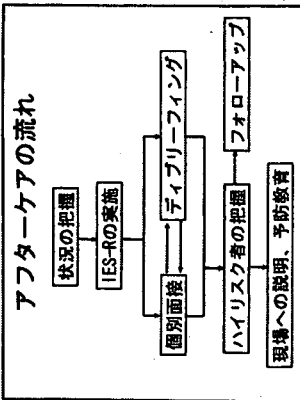 アフターケアの流れ
状況の把握
IES-Rの実施
個別面接
ディブリーフィング
ハイリスク者の把握
フォローアップ
現場への説明、予防教育